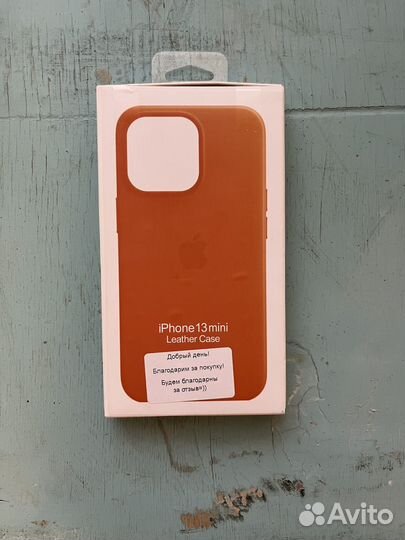 iPhone 13 mini
Leather Case
Добрый день!
Благодарим за покупку!
Будем благодарны
за отзыв=))
Avito